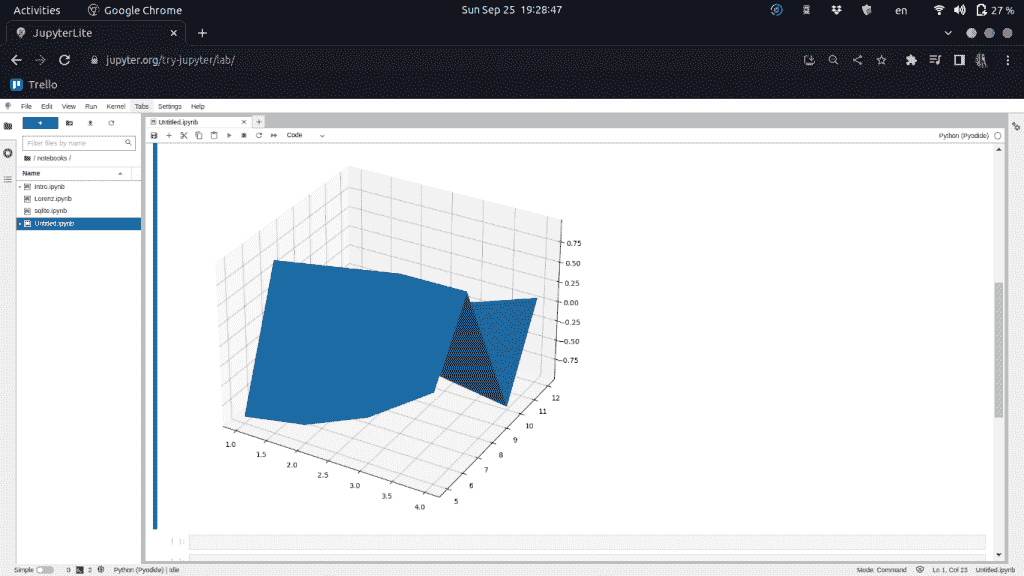 Activities Google Chrome Sun Sep 25 19:28:47 en 27 %
JupyterLite
jupyter.org/try-jupyter/lab/
Trello
File Edit View Run Kernel Tabs Settings Help
Untitled.ipynb
Code Python (Pyodide)
Filter files by name
/ notebooks /
Name
Intro.ipynb
Lorenz.ipynb
sqlite.ipynb
Untitled.ipynb
0.75
0.50
0.25
0.00
−0.25
−0.50
−0.75
1.0
1.5
2.0
2.5
3.0
3.5
4.0
5
6
7
8
9
10
11
12
[ ]:
Simple 0 2 Python (Pyodide) | Idle Mode: Command Ln 1, Col 23 Untitled.ipynb